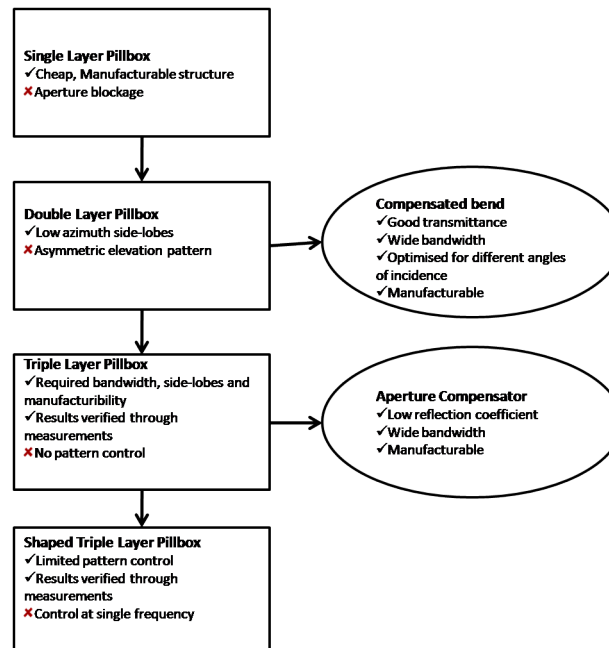 Single Layer Pillbox
✓Cheap, Manufacturable structure
✗Aperture blockage
Double Layer Pillbox
✓Low azimuth side-lobes
✗Asymmetric elevation pattern
Compensated bend
✓Good transmittance
✓Wide bandwidth
✓Optimised for different angles
of incidence
✓Manufacturable
Triple Layer Pillbox
✓Required bandwidth, side-lobes and
manufacturibility
✓Results verified through
measurements
✗No pattern control
Aperture Compensator
✓Low reflection coefficient
✓Wide bandwidth
✓Manufacturable
Shaped Triple Layer Pillbox
✓Limited pattern control
✓Results verified through
measurements
✗Control at single frequency